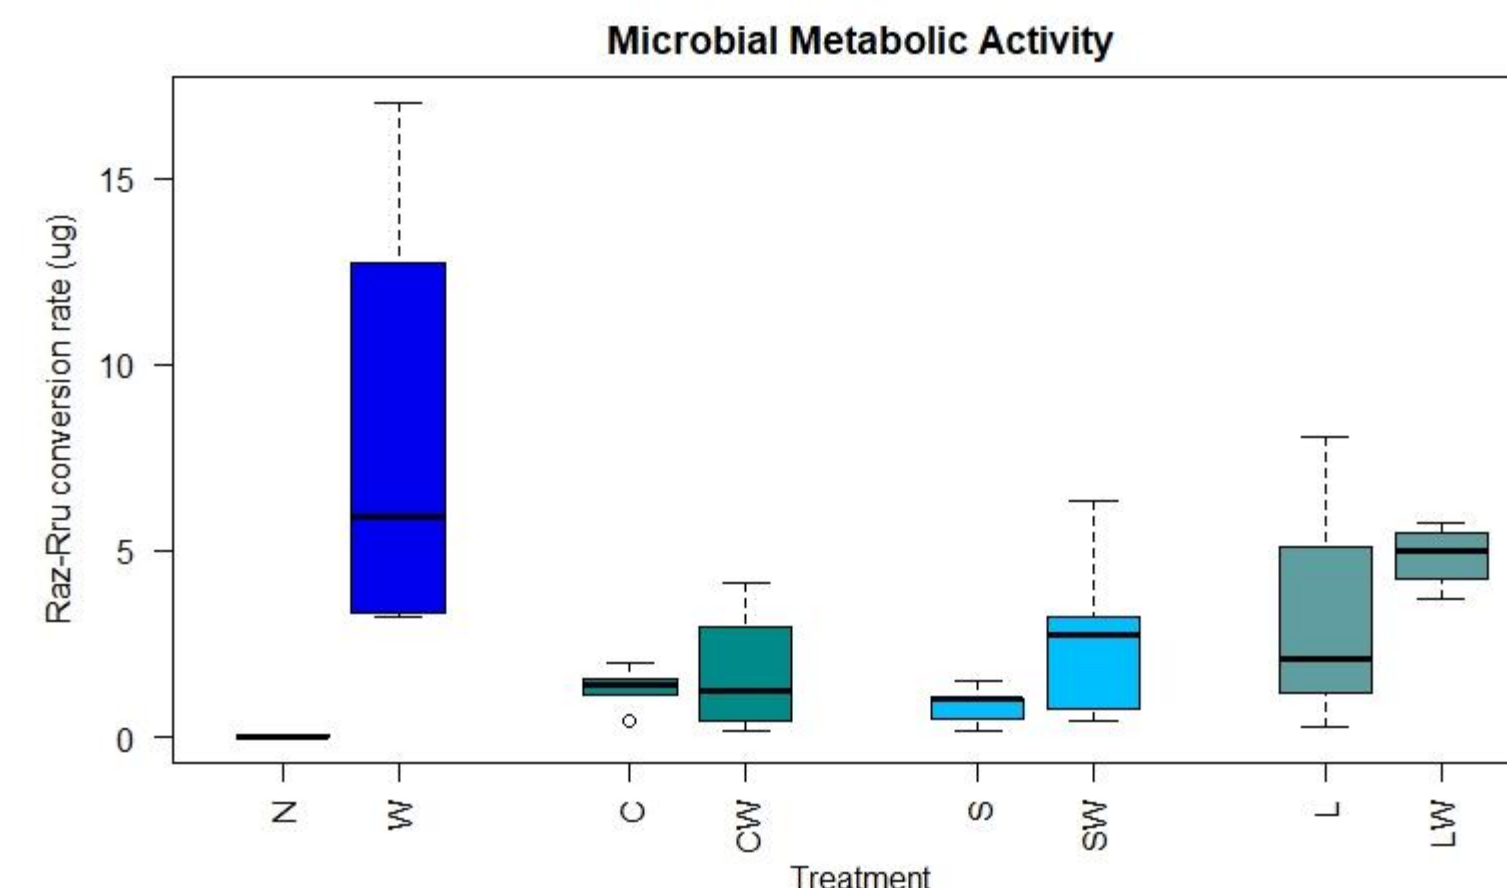 Microbial Metabolic Activity
Raz-Rru conversion rate (ug)
15
10
5
0
N W C CW S SW L LW
Treatment